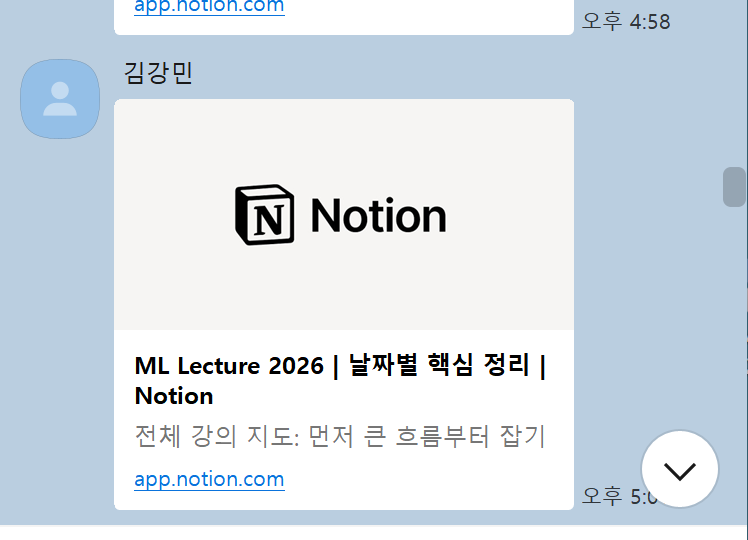 app.notion.com
오후 4:58
김강민
Notion
ML Lecture 2026 | 날짜별 핵심 정리 |
Notion
전체 강의 지도: 먼저 큰 흐름부터 잡기
app.notion.com
오후